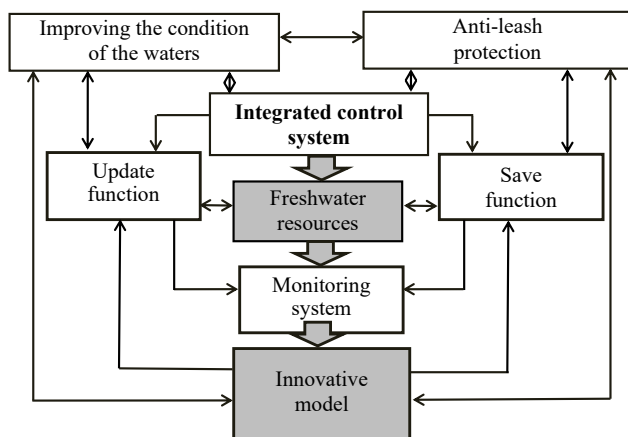 Improving the condition
of the waters
Anti-leash
protection
Integrated control
system
Update
function
Freshwater
resources
Save
function
Monitoring
system
Innovative
model